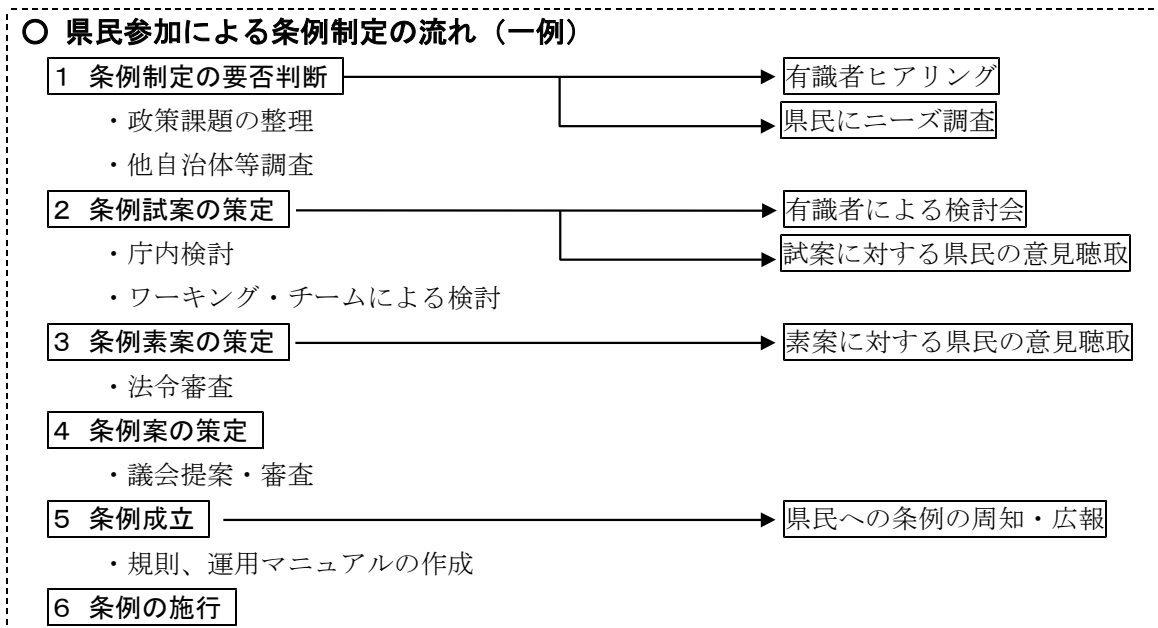 ○ 県民参加による条例制定の流れ（一例）
１ 条例制定の要否判断 有識者ヒアリング
・政策課題の整理 県民にニーズ調査
・他自治体等調査
２ 条例試案の策定 有識者による検討会
・庁内検討 試案に対する県民の意見聴取
・ワーキング・チームによる検討
３ 条例素案の策定 素案に対する県民の意見聴取
・法令審査
４ 条例案の策定
・議会提案・審査
５ 条例成立 県民への条例の周知・広報
・規則、運用マニュアルの作成
６ 条例の施行